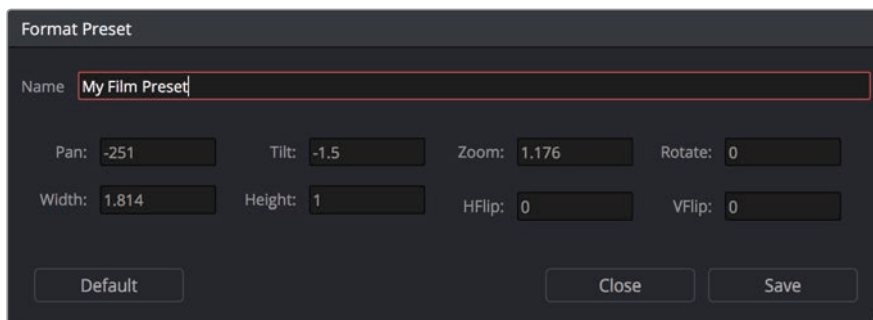 Format Preset
Name My Film Preset
Pan: -251 Tilt: -1.5 Zoom: 1.176 Rotate: 0
Width: 1.814 Height: 1 HFlip: 0 VFlip: 0
Default Close Save